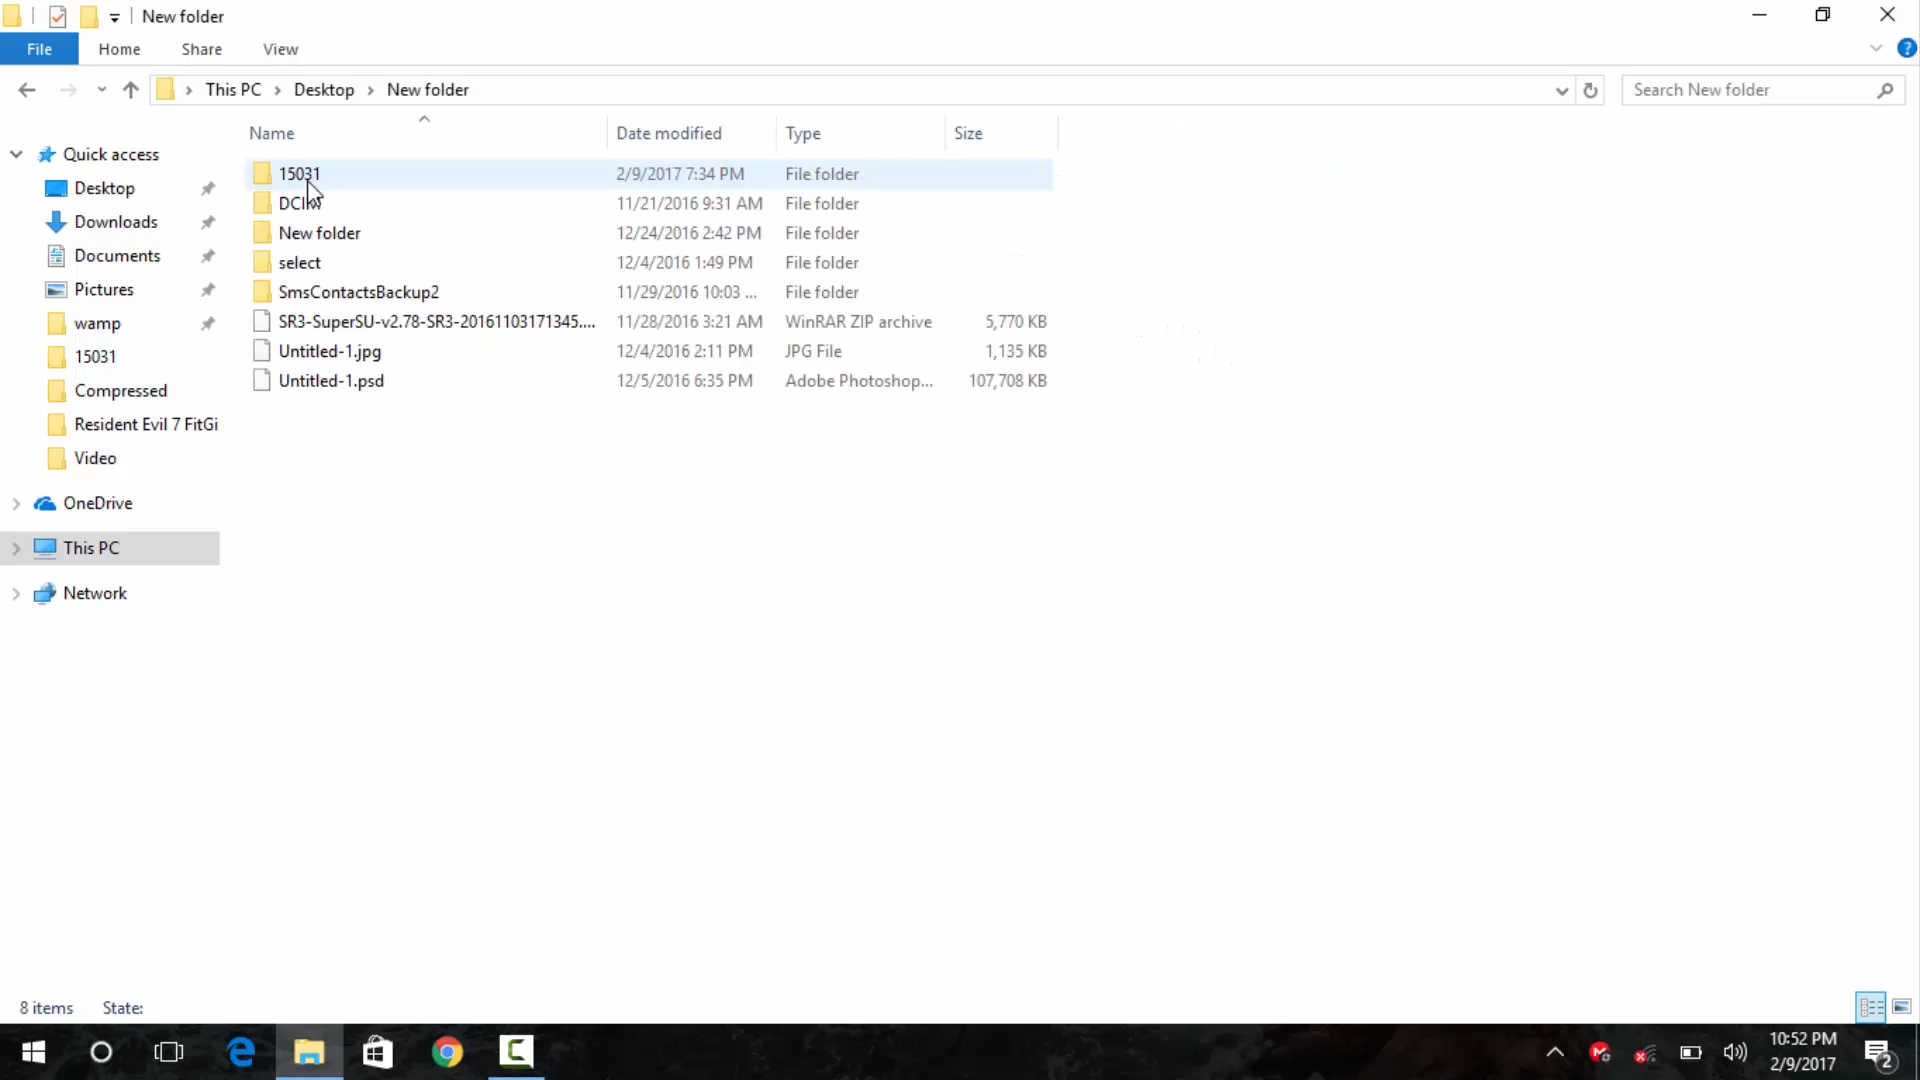 New folder
File Home Share View
This PC Desktop New folder
Search New folder
Name Date modified Type Size
Quick access
Desktop
Downloads
Documents
Pictures
wamp
15031
Compressed
Resident Evil 7 FitGi
Video
OneDrive
This PC
Network
15031 2/9/2017 7:34 PM File folder
DCIM 11/21/2016 9:31 AM File folder
New folder 12/24/2016 2:42 PM File folder
select 12/4/2016 1:49 PM File folder
SmsContactsBackup2 11/29/2016 10:03 ... File folder
SR3-SuperSU-v2.78-SR3-20161103171345.... 11/28/2016 3:21 AM WinRAR ZIP archive 5,770 KB
Untitled-1.jpg 12/4/2016 2:11 PM JPG File 1,135 KB
Untitled-1.psd 12/5/2016 6:35 PM Adobe Photoshop... 107,708 KB
8 items State:
10:52 PM
2/9/2017
2